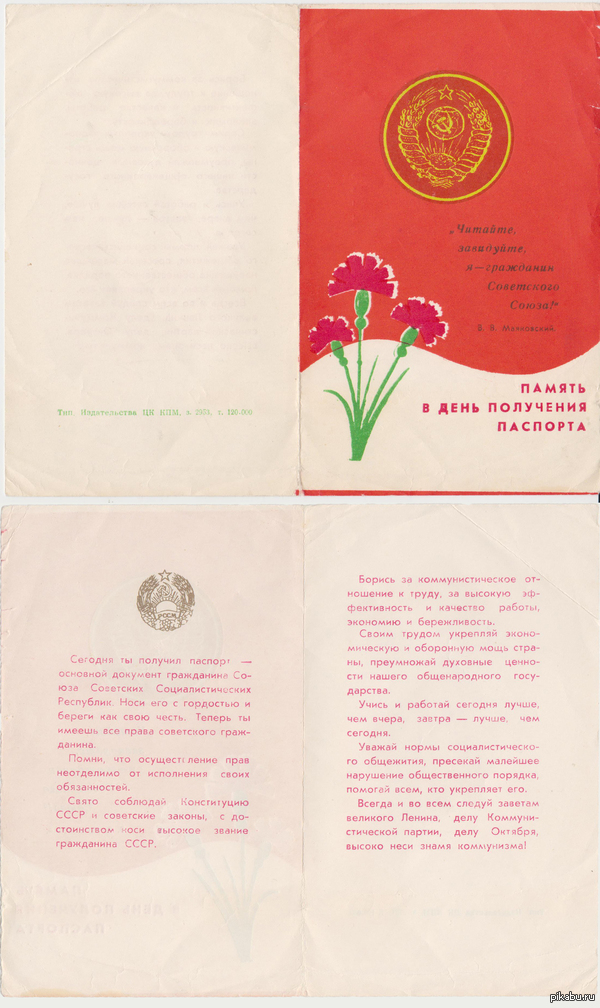 „Читайте,
завидуйте,
я — гражданин
Советского
Союза!“
В. В. Маяковский.
ПАМЯТЬ
В ДЕНЬ ПОЛУЧЕНИЯ
ПАСПОРТА
Тип. Издательства ЦК КПМ, з. 2953, т. 120.000
РССМ
Сегодня ты получил паспорт —
основной документ гражданина Со-
юза Советских Социалистических
Республик. Носи его с гордостью и
береги как свою честь. Теперь ты
имеешь все права советского граж-
данина.
Помни, что осуществление прав
неотделимо от исполнения своих
обязанностей.
Свято соблюдай Конституцию
СССР и советские законы, с до-
стоинством носи высокое звание
гражданина СССР.
Борись за коммунистическое от-
ношение к труду, за высокую эф-
фективность и качество работы,
экономию и бережливость.
Своим трудом укрепляй эконо-
мическую и оборонную мощь стра-
ны, преумножай духовные ценно-
сти нашего общенародного госу-
дарства.
Учись и работай сегодня лучше,
чем вчера, завтра — лучше, чем
сегодня.
Уважай нормы социалистическо-
го общежития, пресекай малейшее
нарушение общественного порядка,
помогай всем, кто укрепляет его.
Всегда и во всем следуй заветам
великого Ленина, делу Коммуни-
стической партии, делу Октября,
высоко неси знамя коммунизма!
pikabu.ru